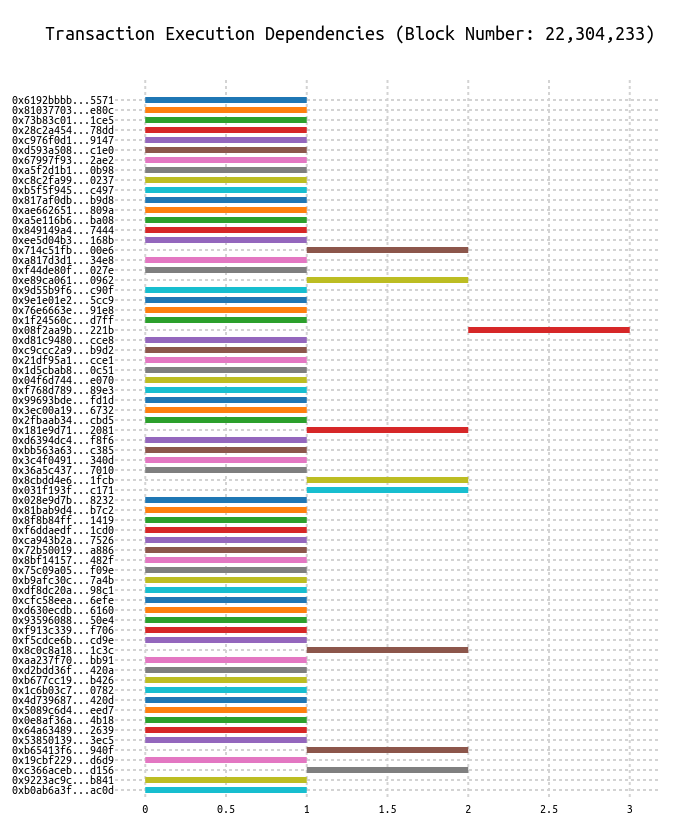 Transaction Execution Dependencies (Block Number: 22,304,233)
0x6192bbbb...5571
0x81037703...e80c
0x73b83c01...1ce5
0x28c2a454...78dd
0xc976f0d1...9147
0xd593a508...c1e0
0x67997f93...2ae2
0xa5f2d1b1...0b98
0xc8c2fa99...0237
0xb5f5f945...c497
0x817af0db...b9d8
0xae662651...809a
0xa5e116b6...ba08
0x849149a4...7444
0xee5d04b3...168b
0x714c51fb...00e6
0xa817d3d1...34e8
0xf44de80f...027e
0xe89ca061...0962
0x9d55b9f6...c90f
0x9e1e01e2...5cc9
0x76e6663e...91e8
0x1f24560c...d7ff
0x08f2aa9b...221b
0xd81c9480...cce8
0xc9ccc2a9...b9d2
0x21df95a1...cce1
0x1d5cbab8...0c51
0x04f6d744...e070
0xf768d789...89e3
0x99693bde...fd1d
0x3ec00a19...6732
0x2fbaab34...cbd5
0x181e9d71...2081
0xd6394dc4...f8f6
0xbb563a63...c385
0x3c4f0491...340d
0x36a5c437...7010
0x8cbdd4e6...1fcb
0x031f193f...c171
0x028e9d7b...8232
0x81bab9d4...b7c2
0x8f8b84ff...1419
0xf6ddaedf...1cd0
0xca943b2a...7526
0x72b50019...a886
0x8bf14157...482f
0x75c09a05...f09e
0xb9afc30c...7a4b
0xdf8dc20a...98c1
0xcfc58eea...6efe
0xd630ecdb...6160
0x93596088...50e4
0xf913c339...f706
0xf5cdce6b...cd9e
0x8c0c8a18...1c3c
0xaa237f70...bb91
0xd2bdd36f...420a
0xb677cc19...b426
0x1c6b03c7...0782
0x4d739687...420d
0x5089c6d4...eed7
0x0e8af36a...4b18
0x64a63489...2639
0x53850139...3ec5
0xb65413f6...940f
0x19cbf229...d6d9
0xc366aceb...d156
0x9223ac9c...b841
0xb0ab6a3f...ac0d
0 0.5 1 1.5 2 2.5 3